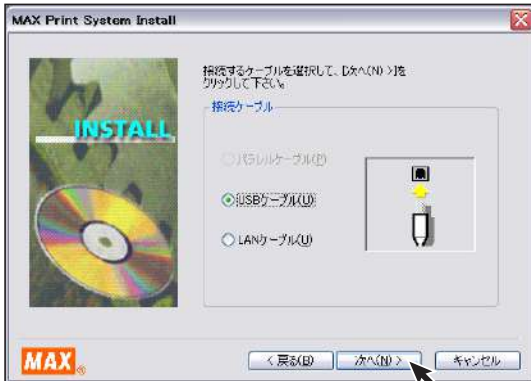 MAX Print System Install
INSTALL
接続するケーブルを選択して、[次へ(N) >]を
クリックして下さい。
接続ケーブル
パラレルケーブル(P)
USBケーブル(U)
LANケーブル(U)
MAX®
< 戻る(B)
次へ(N) >
キャンセル